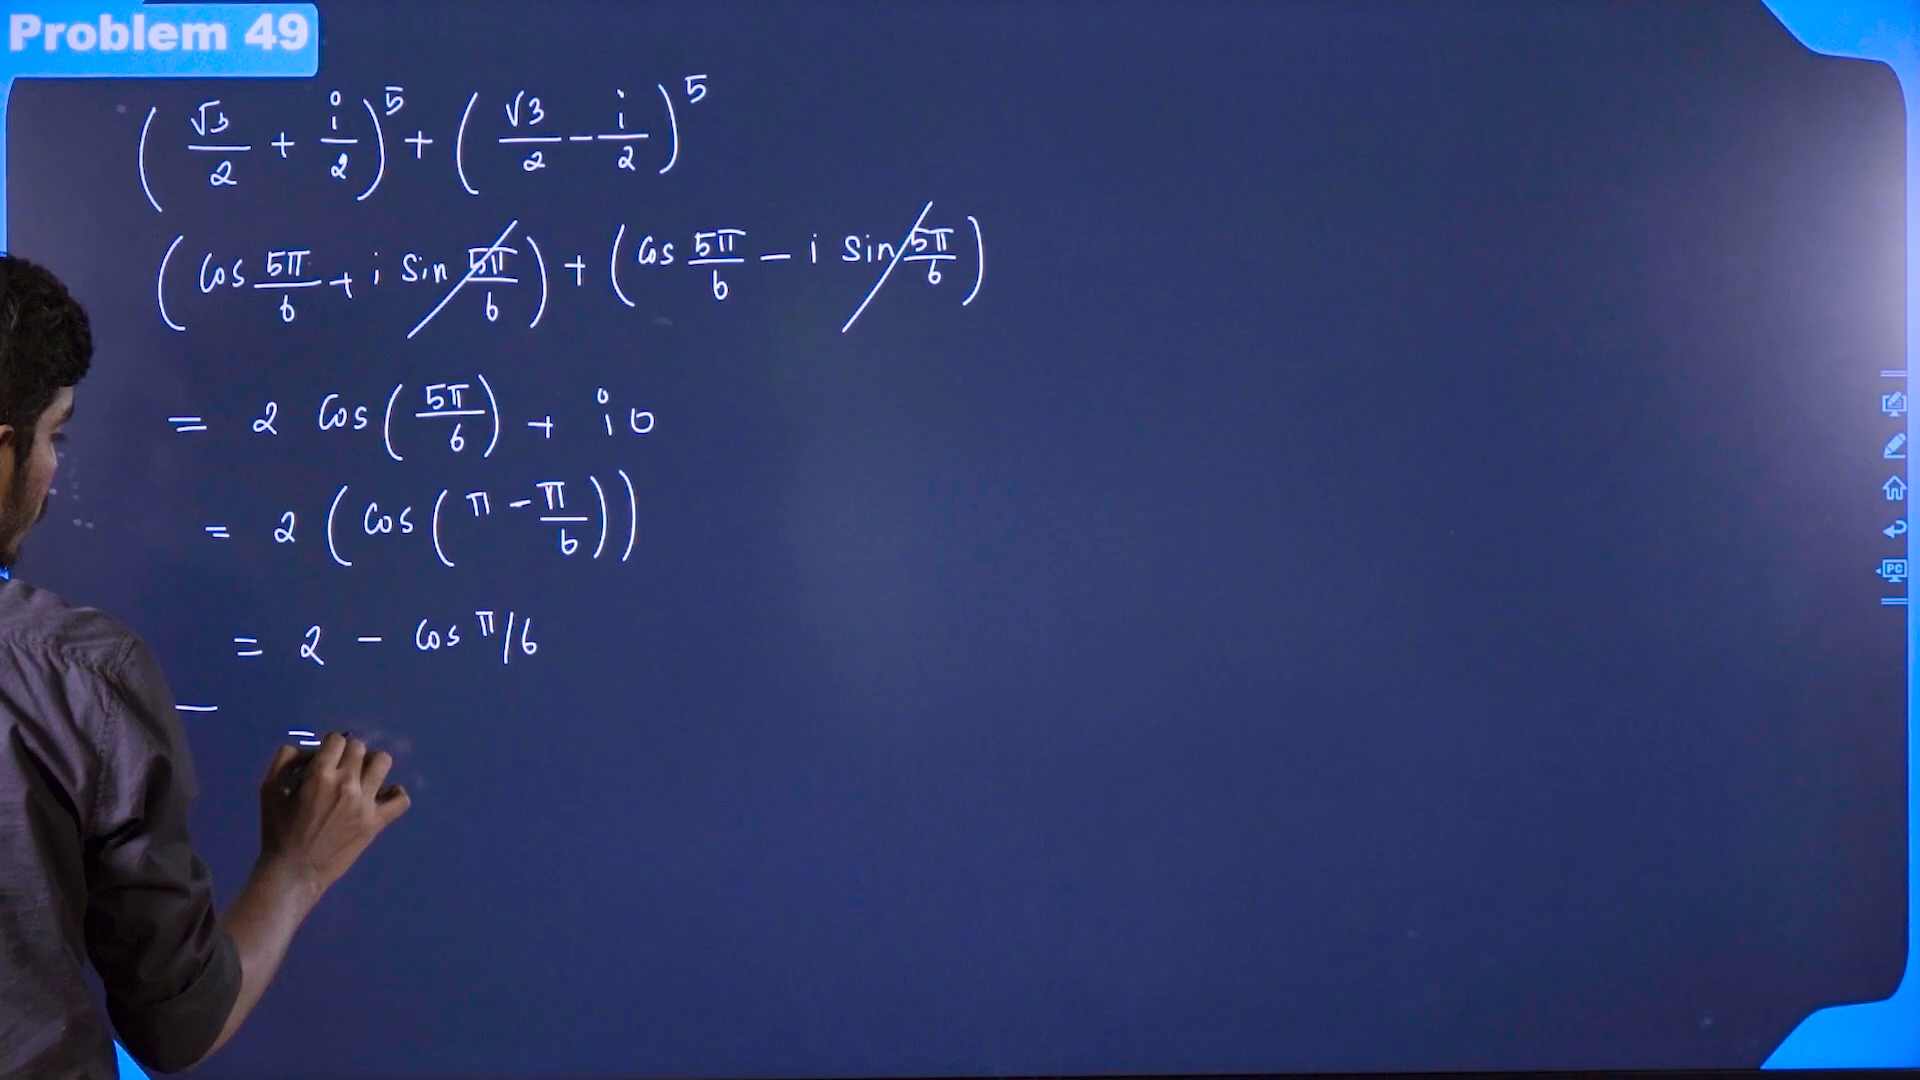 Problem 49
(√3/2 + i/2)^5 + (√3/2 - i/2)^5
(Cos 5π/6 + i Sin 5π/6) + (Cos 5π/6 - i Sin 5π/6)
= 2 Cos(5π/6) + i0
= 2 (Cos(π - π/6))
= 2 - Cos π/6
=
PC